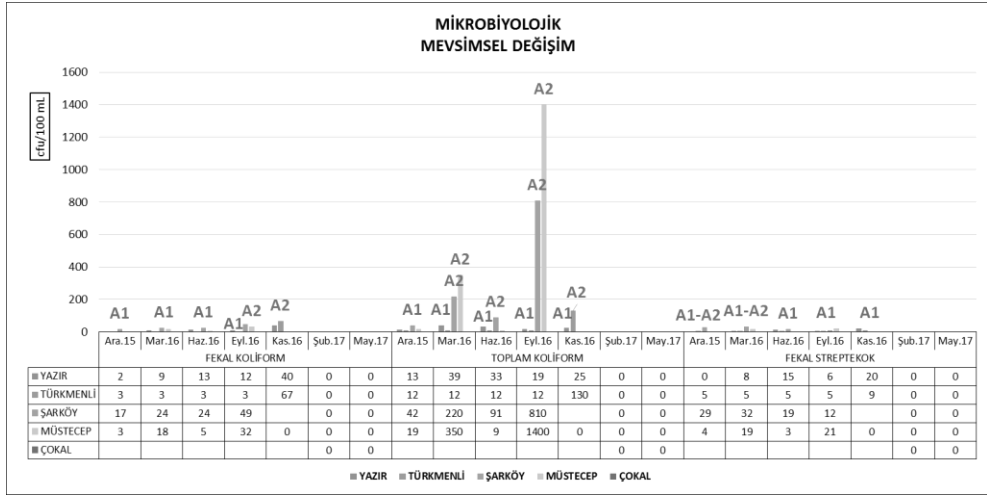 MİKROBİYOLOJİK
MEVSİMSEL DEĞİŞİM
cfu/100 mL
1600
1400
1200
1000
800
600
400
200
0
A1 A1 A1 A1 A2 A2 A1 A1 A2 A2 A1 A2 A1 A2 A2 A1 A2 A1-A2 A1-A2 A1 A1 A1
Ara.15 Mar.16 Haz.16 Eyl.16 Kas.16 Şub.17 May.17 Ara.15 Mar.16 Haz.16 Eyl.16 Kas.16 Şub.17 May.17 Ara.15 Mar.16 Haz.16 Eyl.16 Kas.16 Şub.17 May.17
FEKAL KOLİFORM TOPLAM KOLİFORM FEKAL STREPTEKOK
YAZIR 2 9 13 12 40 0 0 13 39 33 19 25 0 0 0 8 15 6 20 0 0
TÜRKMENLİ 3 3 3 3 67 0 0 12 12 12 12 130 0 0 5 5 5 5 9 0 0
ŞARKÖY 17 24 24 49 0 0 42 220 91 810 0 0 29 32 19 12 0 0
MÜSTECEP 3 18 5 32 0 0 0 19 350 9 1400 0 0 0 4 19 3 21 0 0 0
ÇOKAL 0 0 0 0 0 0
YAZIR TÜRKMENLİ ŞARKÖY MÜSTECEP ÇOKAL